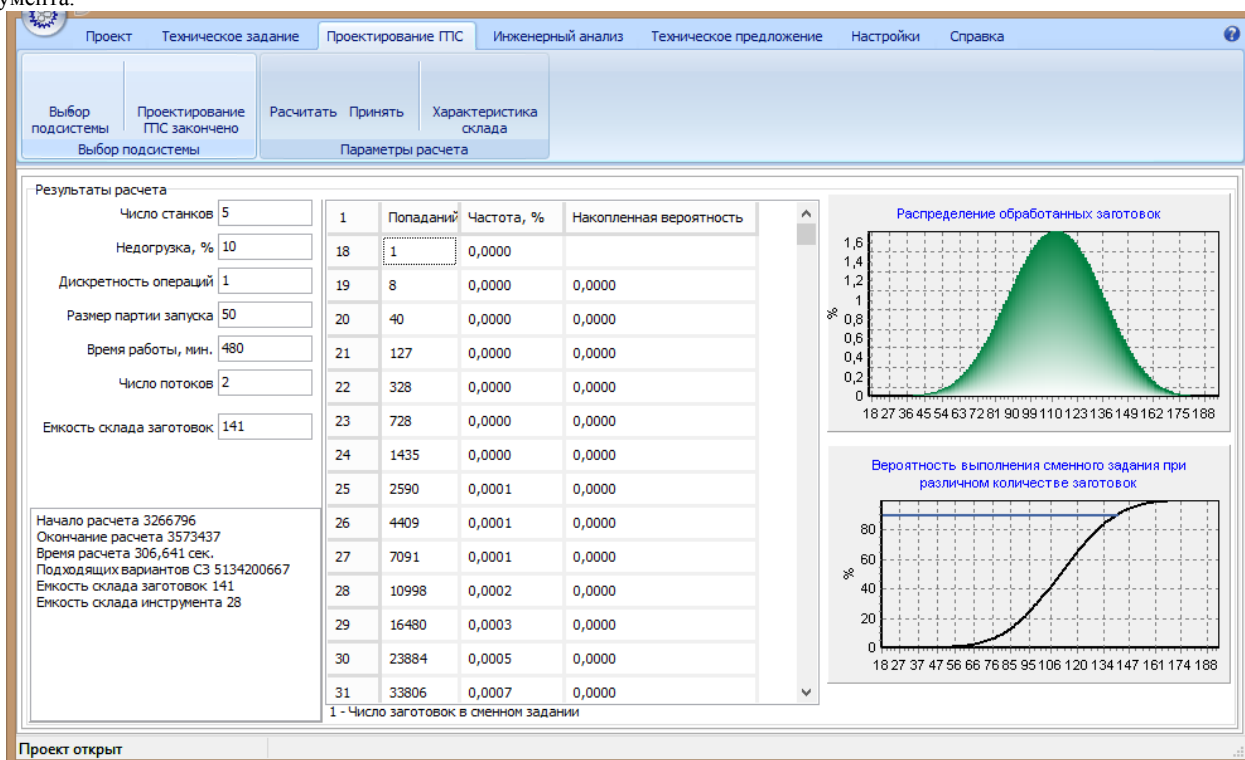 умента.
Проект Техническое задание Проектирование ГПС Инженерный анализ Техническое предложение Настройки Справка
Выбор подсистемы
Проектирование ГПС закончено
Расчитать Принять
Характеристика склада
Выбор подсистемы
Параметры расчета
Результаты расчета
Число станков 5
Недогрузка, % 10
Дискретность операций 1
Размер партии запуска 50
Время работы, мин. 480
Число потоков 2
Емкость склада заготовок 141
Начало расчета 3266796
Окончание расчета 3573437
Время расчета 306,641 сек.
Подходящих вариантов СЗ 5134200667
Емкость склада заготовок 141
Емкость склада инструмента 28
1 Попаданий Частота, % Накопленная вероятность
18 1 0,0000
19 8 0,0000 0,0000
20 40 0,0000 0,0000
21 127 0,0000 0,0000
22 328 0,0000 0,0000
23 728 0,0000 0,0000
24 1435 0,0000 0,0000
25 2590 0,0001 0,0000
26 4409 0,0001 0,0000
27 7091 0,0001 0,0000
28 10998 0,0002 0,0000
29 16480 0,0003 0,0000
30 23884 0,0005 0,0000
31 33806 0,0007 0,0000
1 - Число заготовок в сменном задании
Распределение обработанных заготовок
1,6
1,4
1,2
1
0,8
0,6
0,4
0,2
0
%
18 27 36 45 54 63 72 81 90 99 110 123 136 149 162 175 188
Вероятность выполнения сменного задания при
различном количестве заготовок
80
60
40
20
0
%
18 27 37 47 56 66 76 85 95 106 120 134 147 161 174 188
Проект открыт